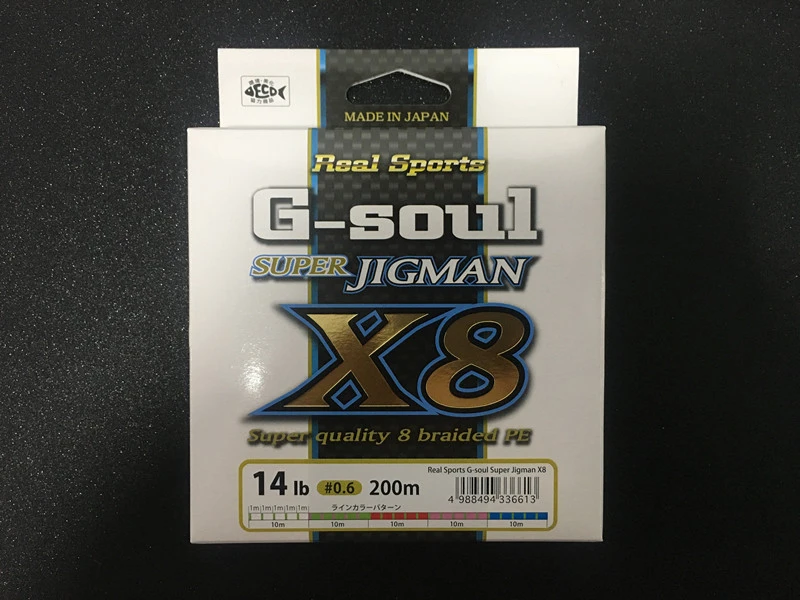 ECO
MADE IN JAPAN
Real Sports
G-soul
SUPER JIGMAN
X8
Super quality 8 braided PE
Real Sports G-soul Super Jigman X8
14 lb #0.6 200m
4 988494 336613
1m 1m 1m 1m 1m ラインカラーパターン
10m 10m 10m 10m 10m